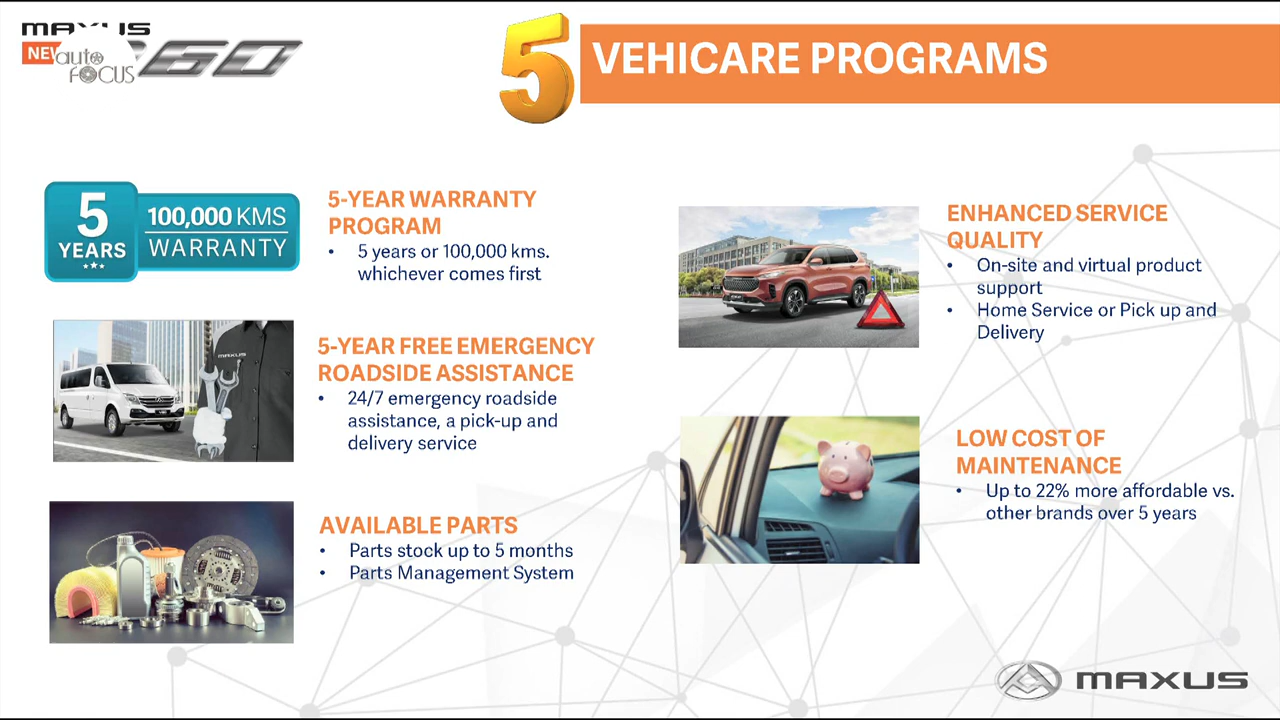 MAXUS
NEW
auto
FOCUS
G60
5 VEHICARE PROGRAMS
5
YEARS
100,000 KMS
WARRANTY
5-YEAR WARRANTY
PROGRAM
• 5 years or 100,000 kms.
whichever comes first
MAXUS
5-YEAR FREE EMERGENCY
ROADSIDE ASSISTANCE
• 24/7 emergency roadside
assistance, a pick-up and
delivery service
AVAILABLE PARTS
• Parts stock up to 5 months
• Parts Management System
ENHANCED SERVICE
QUALITY
• On-site and virtual product
support
• Home Service or Pick up and
Delivery
LOW COST OF
MAINTENANCE
• Up to 22% more affordable vs.
other brands over 5 years
MAXUS